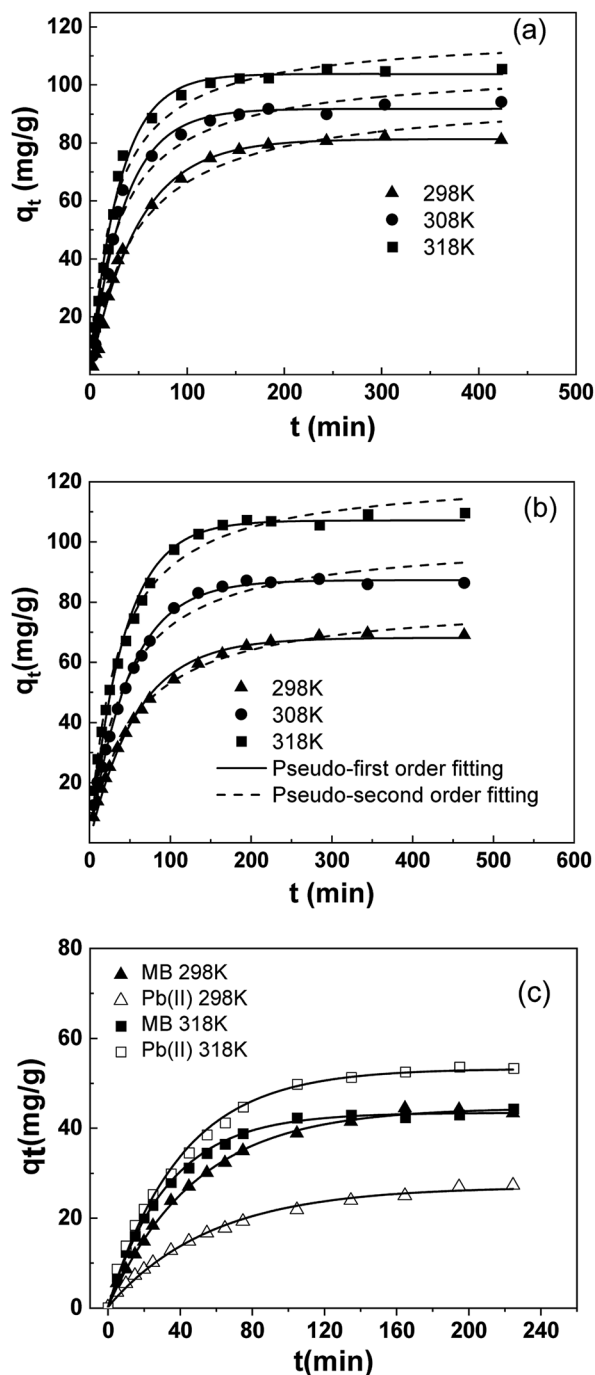 120
(a)
100
80
60
40
20
qt (mg/g)
298K
308K
318K
0 100 200 300 400 500
t (min)
120
(b)
100
80
60
40
20
qt(mg/g)
298K
308K
318K
Pseudo-first order fitting
Pseudo-second order fitting
0 100 200 300 400 500 600
t (min)
80
MB 298K
Pb(II) 298K
MB 318K
Pb(II) 318K
(c)
60
40
20
0
qt(mg/g)
0 40 80 120 160 200 240
t(min)